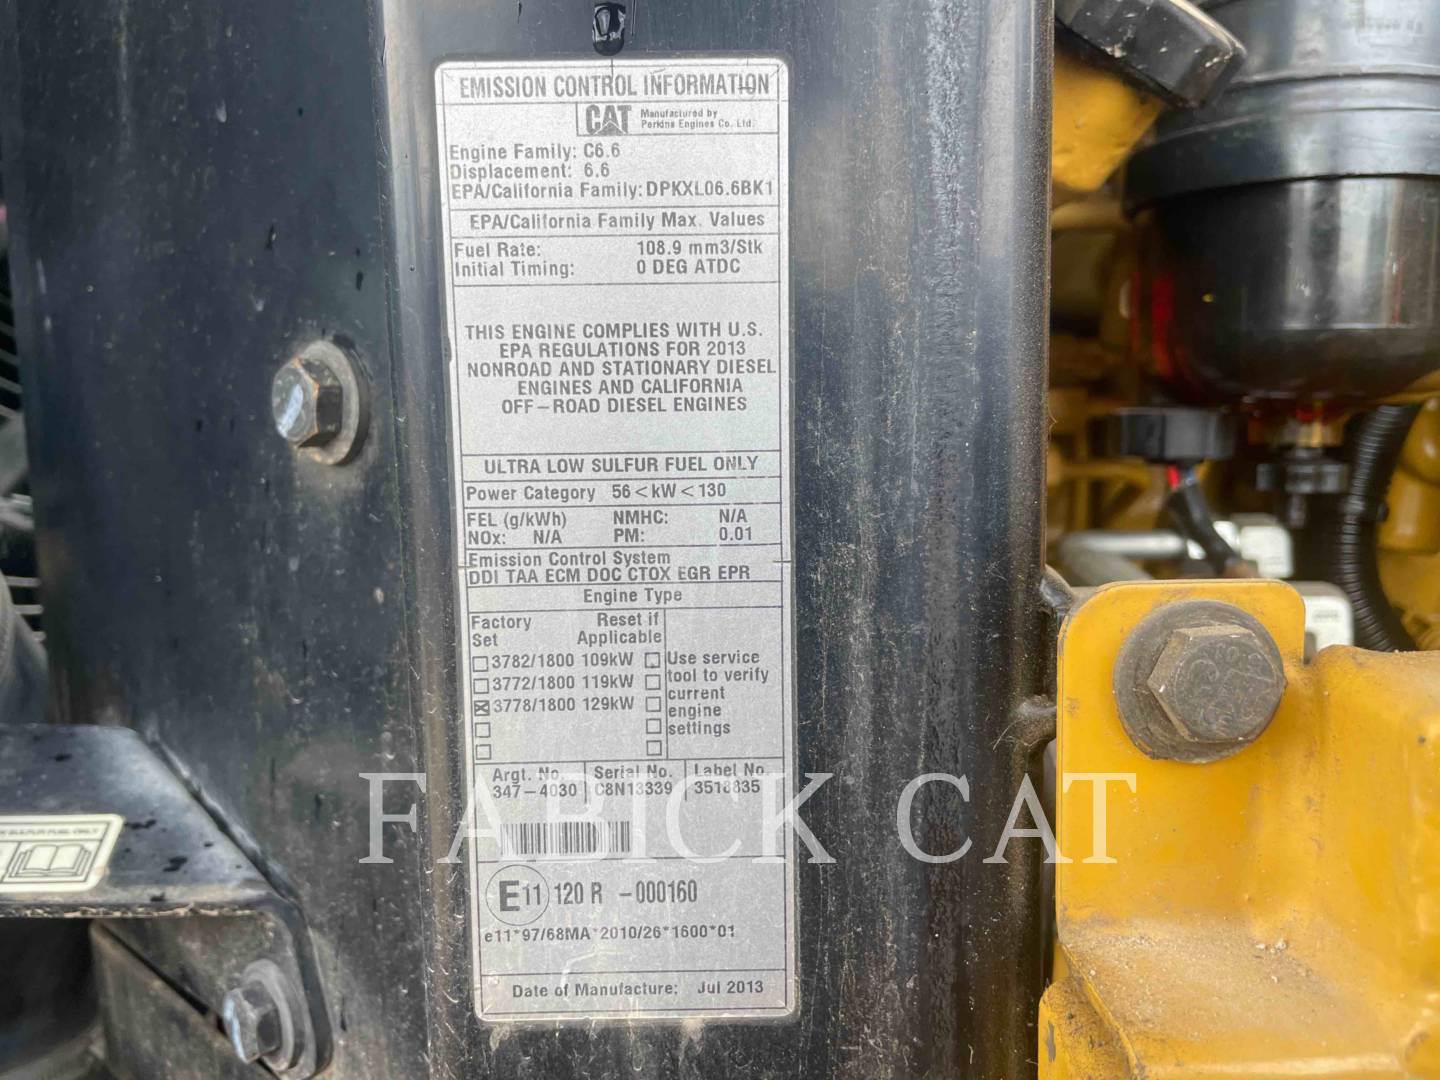 EMISSION CONTROL INFORMATION
CAT Manufactured by
Perkins Engines Co. Ltd.
Engine Family: C6.6
Displacement: 6.6
EPA/California Family: DPKXL06.6BK1
EPA/California Family Max. Values
Fuel Rate: 108.9 mm3/Stk
Initial Timing: 0 DEG ATDC
THIS ENGINE COMPLIES WITH U.S.
EPA REGULATIONS FOR 2013
NONROAD AND STATIONARY DIESEL
ENGINES AND CALIFORNIA
OFF-ROAD DIESEL ENGINES
ULTRA LOW SULFUR FUEL ONLY
Power Category 56<kW<130
FEL (g/kWh) NMHC: N/A
NOx: N/A PM: 0.01
Emission Control System
DDI TAA ECM DOC CTOX EGR EPR
Engine Type
Factory Set
Reset if Applicable
3782/1800 109kW
3772/1800 119kW
3778/1800 129kW
Use service
tool to verify
current
engine
settings
Argt. No. Serial No. Label No.
347-4030 C8N13339 3518835
FABICK CAT
E11 120 R -000160
e11*97/68MA*2010/26*1600*01
Date of Manufacture: Jul 2013
SULFUR FUEL ONLY